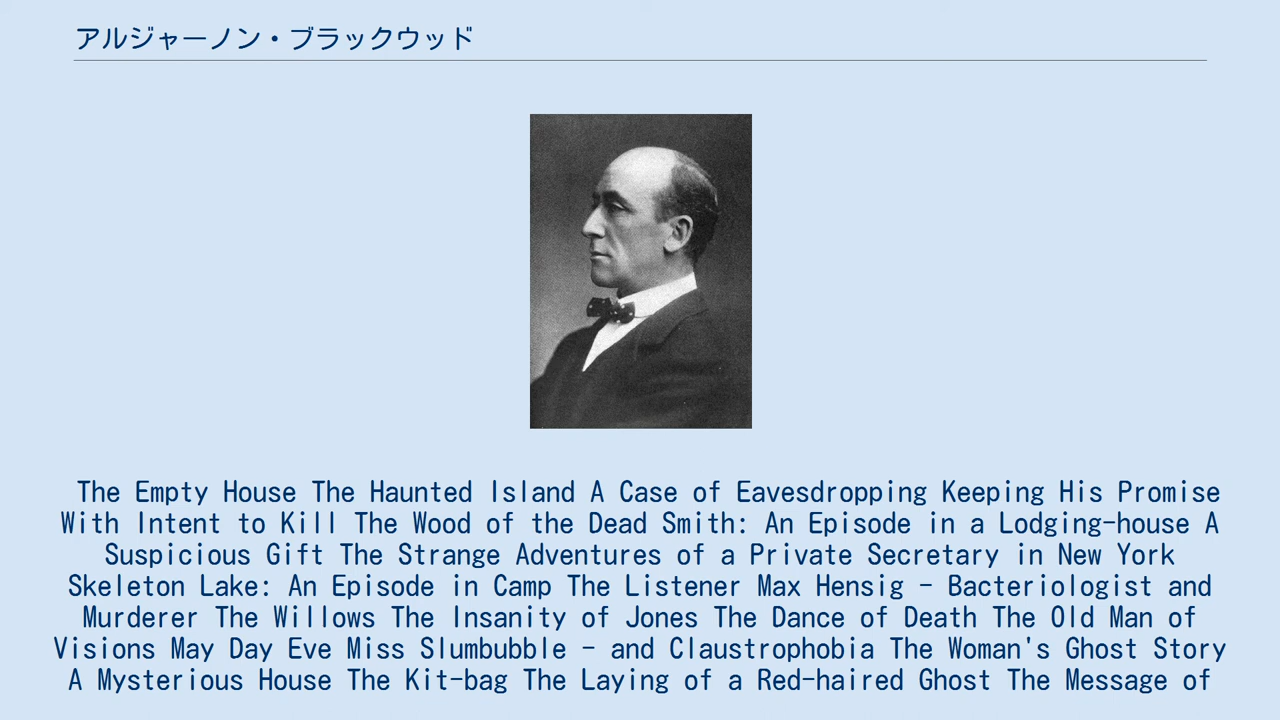 アルジャーノン・ブラックウッド
The Empty House The Haunted Island A Case of Eavesdropping Keeping His Promise
With Intent to Kill The Wood of the Dead Smith: An Episode in a Lodging-house A
Suspicious Gift The Strange Adventures of a Private Secretary in New York
Skeleton Lake: An Episode in Camp The Listener Max Hensig - Bacteriologist and
Murderer The Willows The Insanity of Jones The Dance of Death The Old Man of
Visions May Day Eve Miss Slumbubble - and Claustrophobia The Woman's Ghost Story
A Mysterious House The Kit-bag The Laying of a Red-haired Ghost The Message of